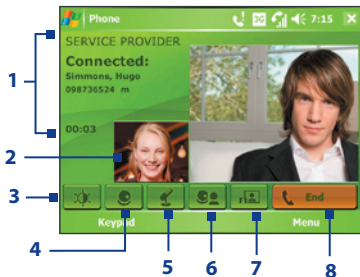 Phone 3G 7:15
SERVICE PROVIDER
Connected:
Simmons, Hugo
098736524 m
00:03
End
Keypad Menu
1
2
3
4
5
6
7
8